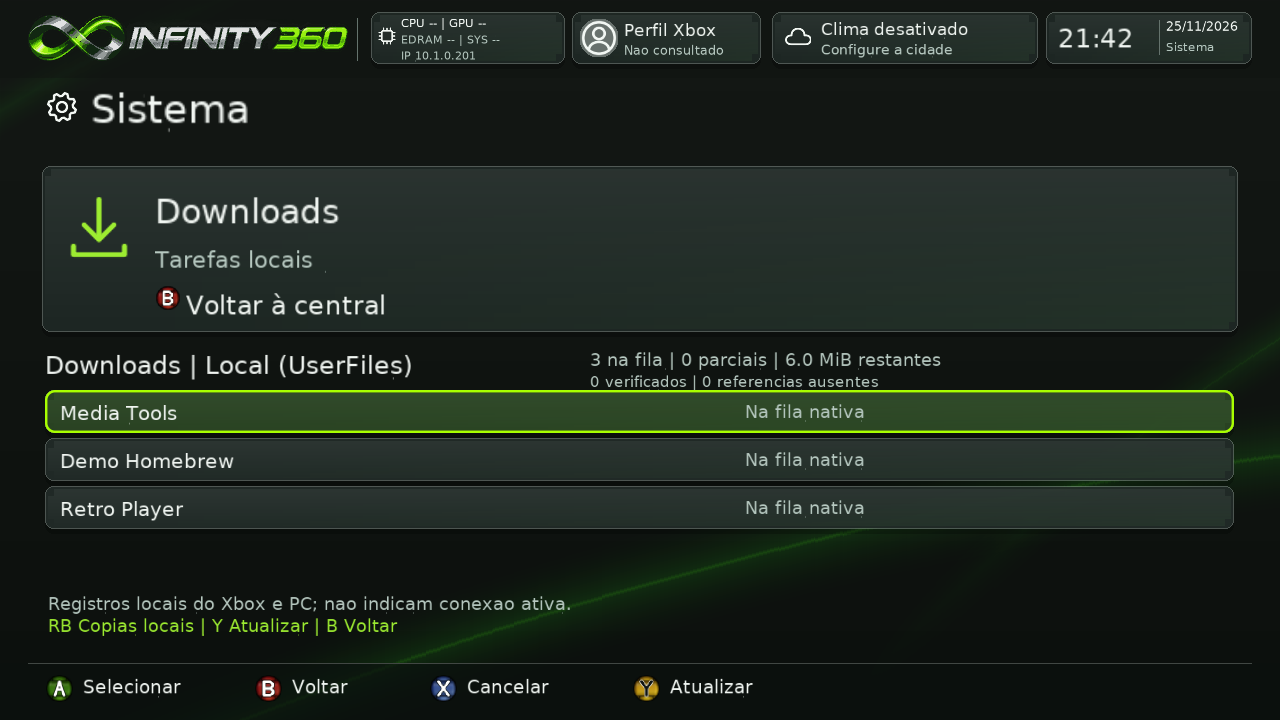 INFINITY 360
CPU -- | GPU --
EDRAM -- | SYS --
IP 10.1.0.201
Perfil Xbox
Nao consultado
Clima desativado
Configure a cidade
21:42
25/11/2026
Sistema
Sistema
Downloads
Tarefas locais
B Voltar à central
Downloads | Local (UserFiles)
3 na fila | 0 parciais | 6.0 MiB restantes
0 verificados | 0 referencias ausentes
Media Tools Na fila nativa
Demo Homebrew Na fila nativa
Retro Player Na fila nativa
Registros locais do Xbox e PC; nao indicam conexao ativa.
RB Copias locais | Y Atualizar | B Voltar
A Selecionar B Voltar X Cancelar Y Atualizar